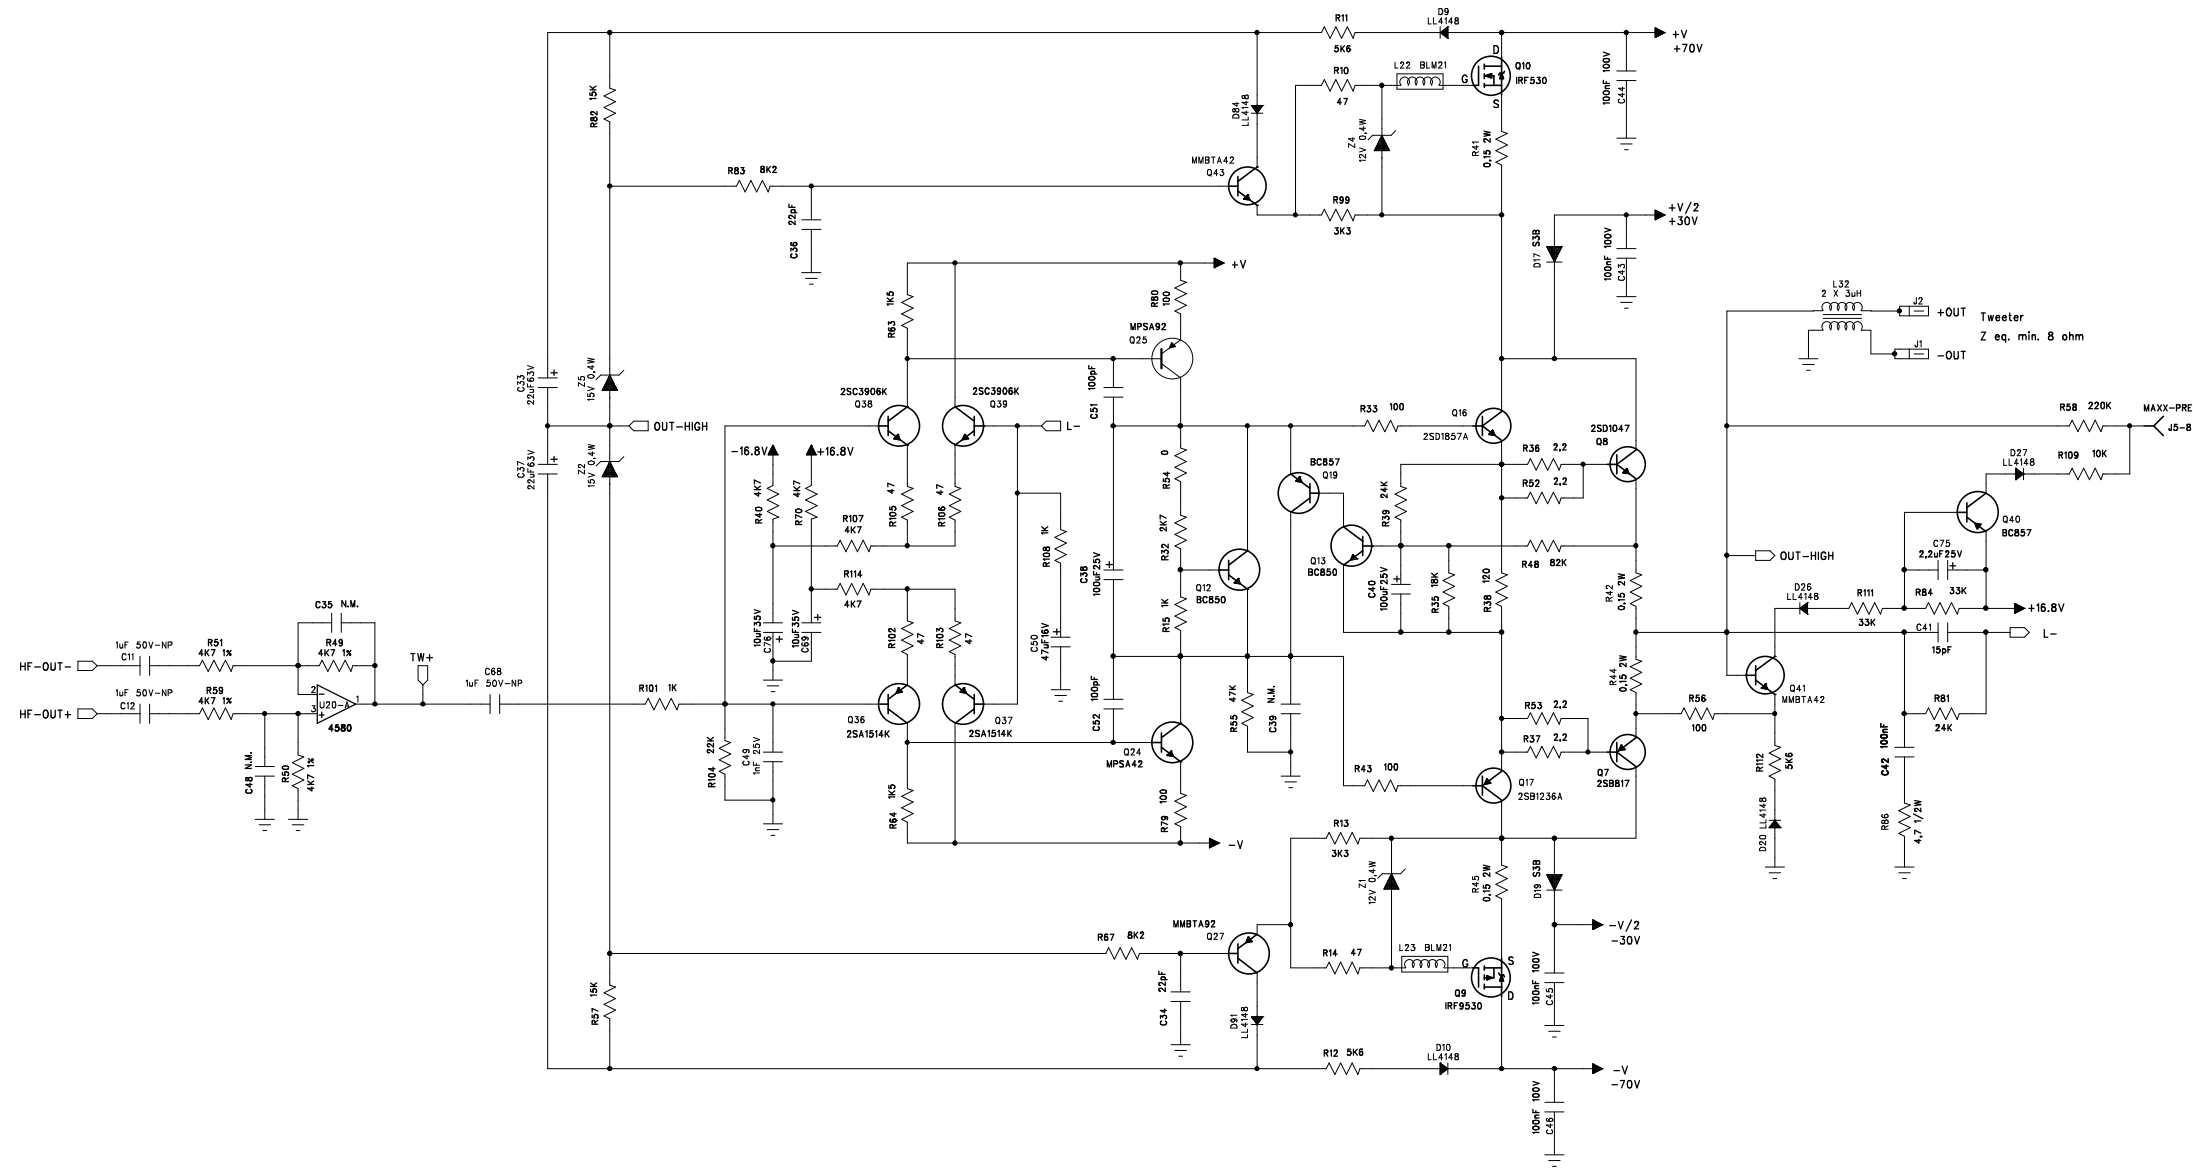 R11
5K6
D9
LL4148
+V
+70V
D
G
S
Q10
IRF530
L22 BLM21
R10
47
Z4
12V 0,4W
R41
0,15 2W
100nF 100V
C44
R82 15K
D84
LL4148
MMBTA42
Q43
R83 8K2
22pF
C36
R99
3K3
+V/2
+30V
D17 S3B
100nF 100V
C43
+V
R63 1K5
R80
100
MPSA92
Q25
L32
2 X 3uH
J2
+OUT
Tweeter
Z eq. min. 8 ohm
J1
-OUT
C33
22uF63V
+
Z5
15V 0,4W
OUT-HIGH
C37
22uF63V
+
Z2
15V 0,4W
2SC3906K
Q38
2SC3906K
Q39
L-
C51 100pF
R33 100
Q16
2SD1857A
2SD1047
Q8
R58 220K
MAXX-PRE
J5-8
-16.8V
+16.8V
R40 4K7
R70 4K7
R105 47
R106 47
R107
4K7
R114
4K7
R108 1K
R54 0
R32 2K7
BC857
Q19
R36 2,2
R52 2,2
R39 24K
D27
LL4148
R109 10K
Q40
BC857
C38
100uF25V
+
Q12
BC850
Q13
BC850
C40
100uF25V
+
R35 18K
R38 120
R48 82K
R42
0,15 2W
OUT-HIGH
C75
2,2uF25V
+
D26
LL4148
R111
33K
R84 33K
+16.8V
C41
15pF
L-
C35 N.M.
R49
4K7 1%
1uF 50V-NP
C11
R51
4K7 1%
HF-OUT-
HF-OUT+
1uF 50V-NP
C12
R59
4K7 1%
2
3
1
-
+
U20-A
4580
C48 N.M.
R50
4K7 1%
TW+
C68
1uF 50V-NP
R101 1K
R104 22K
C49
1nF 25V
10uF35V
C76
+
10uF35V
C69
+
R102
47
R103
47
C50
47uF16V
+
R15 1K
Q36
2SA1514K
Q37
2SA1514K
C52 100pF
Q24
MPSA42
R55 47K
C39 N.M.
R43 100
R53 2,2
R37 2,2
Q17
2SB1236A
Q7
2SB817
R44
0,15 2W
R56
100
Q41
MMBTA42
R112
5K6
D20 LL4148
R81
24K
C42 100nF
R86
4,7 1/2W
R64 1K5
R79 100
-V
R13
3K3
Z1
12V 0,4W
R45
0,15 2W
D19 S3B
-V/2
-30V
MMBTA92
Q27
R67 8K2
22pF
C34
R14 47
L23 BLM21
G
S
D
Q9
IRF9530
100nF 100V
C45
R57 15K
D91
LL4148
R12 5K6
D10
LL4148
-V
-70V
100nF 100V
C46